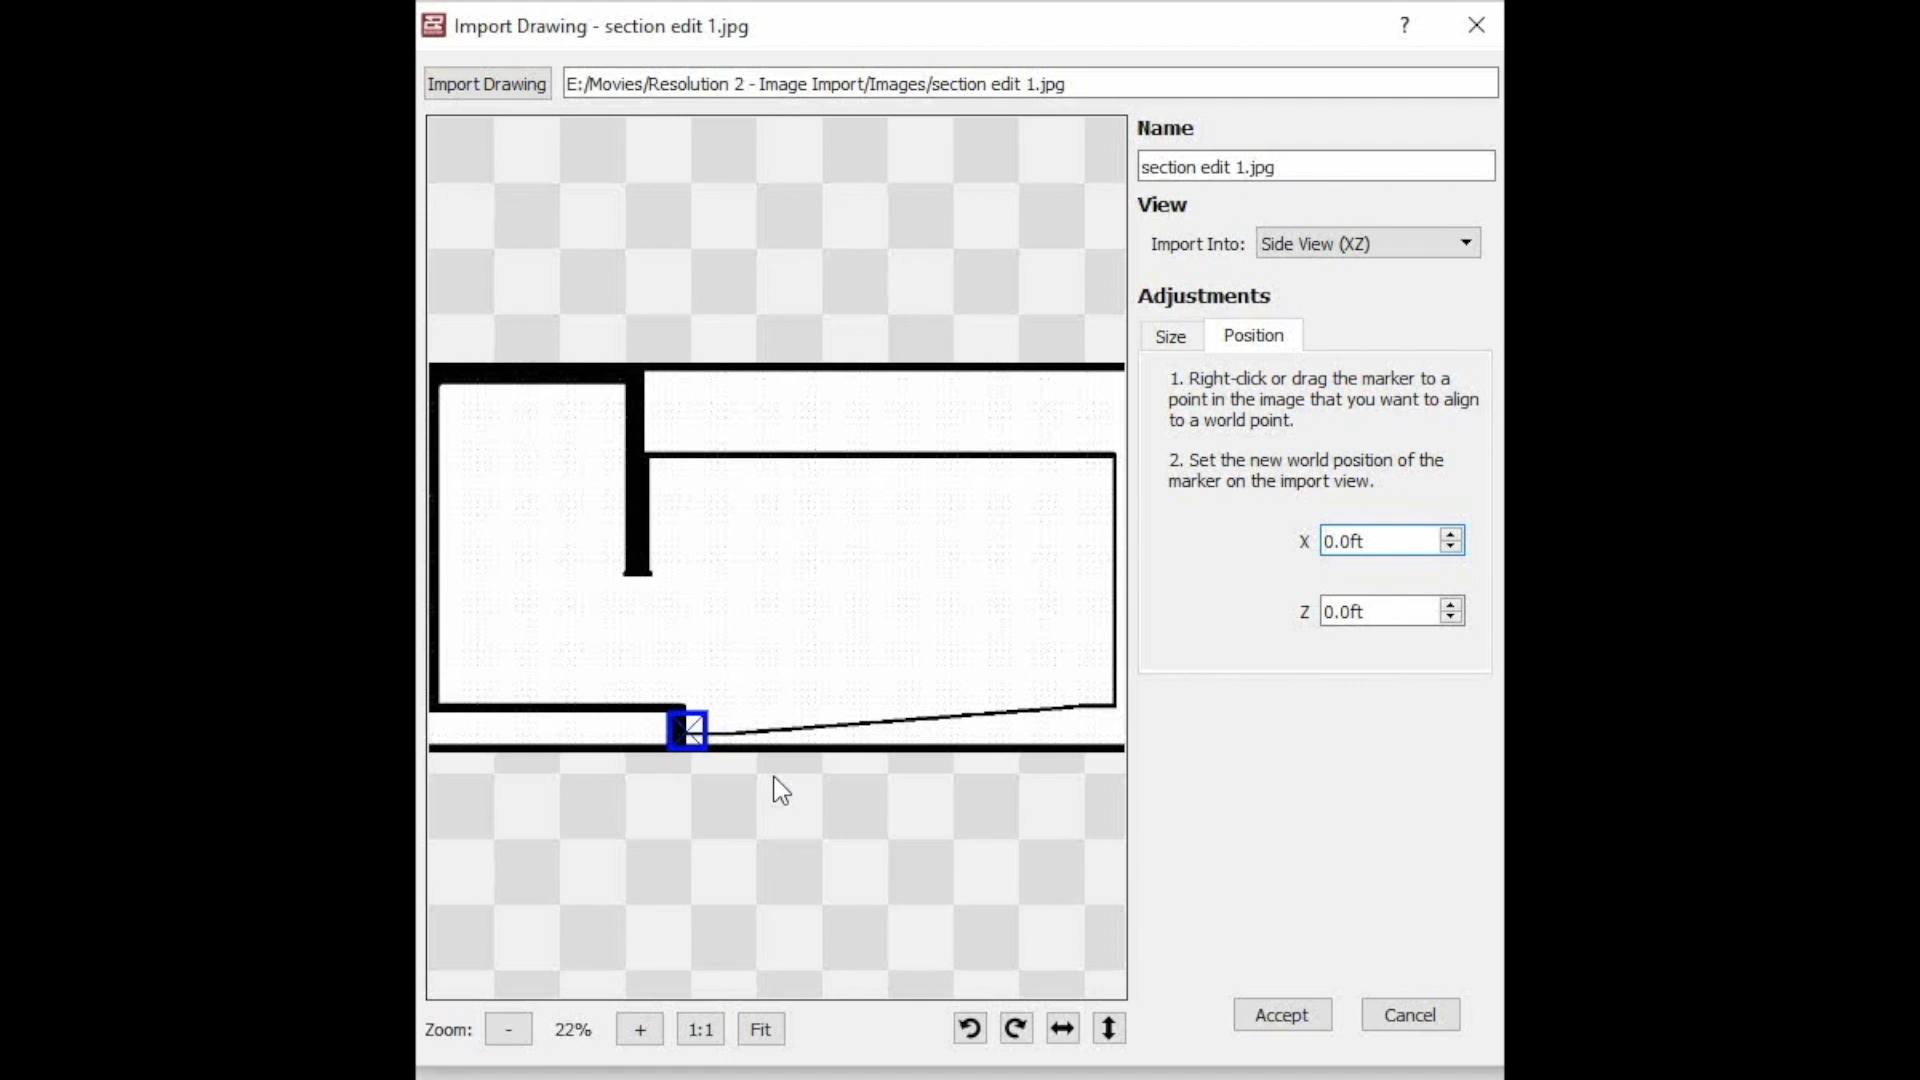 Import Drawing - section edit 1.jpg
?
Import Drawing
E:/Movies/Resolution 2 - Image Import/Images/section edit 1.jpg
Name
section edit 1.jpg
View
Import Into: Side View (XZ)
Adjustments
Size Position
1. Right-click or drag the marker to a
point in the image that you want to align
to a world point.
2. Set the new world position of the
marker on the import view.
X 0.0ft
Z 0.0ft
Accept Cancel
Zoom: - 22% + 1:1 Fit